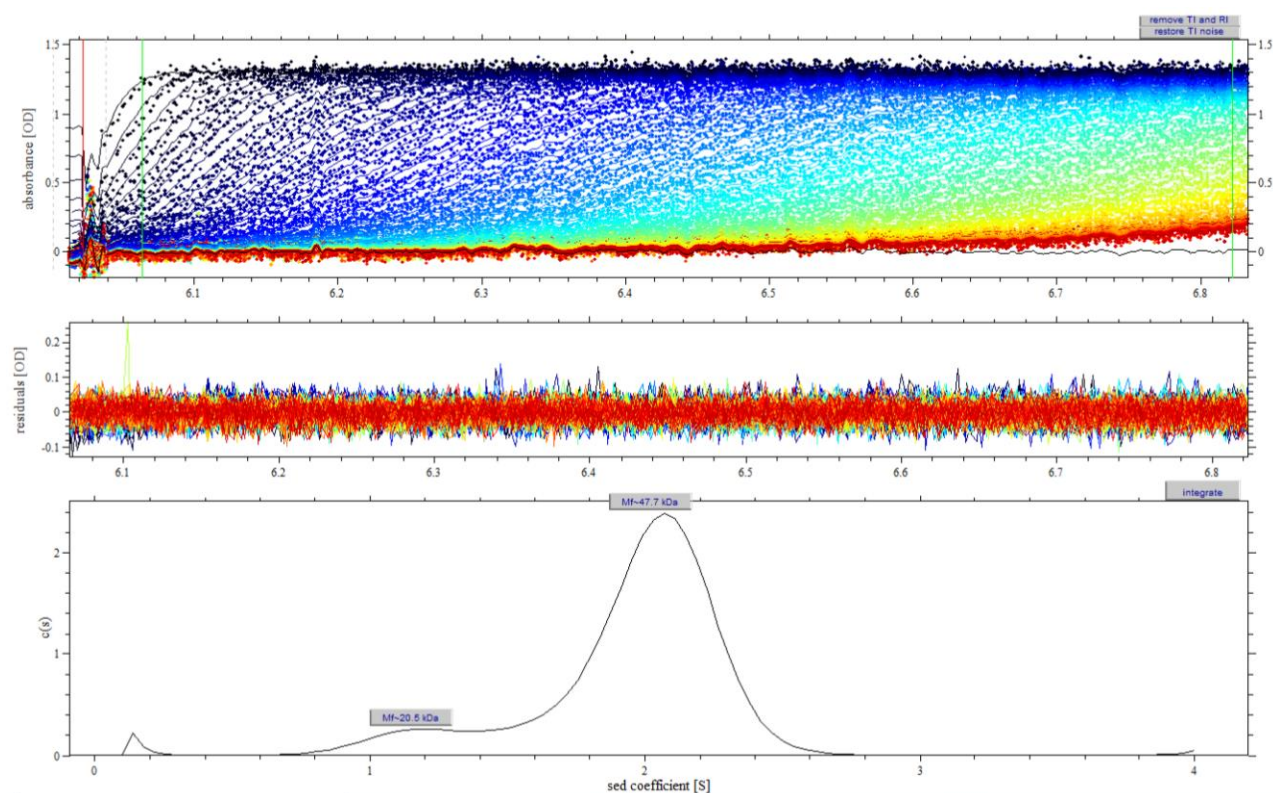 remove TI and RI
restore TI noise
1.5
1
0.5
0
absorbance [OD]
1.5
1
0.5
0
6.1 6.2 6.3 6.4 6.5 6.6 6.7 6.8
0.2
0.1
0
-0.1
residuals [OD]
6.1 6.2 6.3 6.4 6.5 6.6 6.7 6.8
Mf~47.7 kDa
integrate
2
1
0
c(s)
Mf~20.5 kDa
0 1 2 3 4
sed coefficient [S]